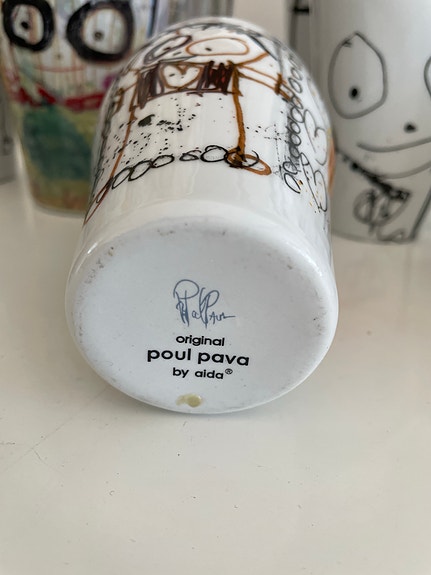 original
poul pava
by aida®